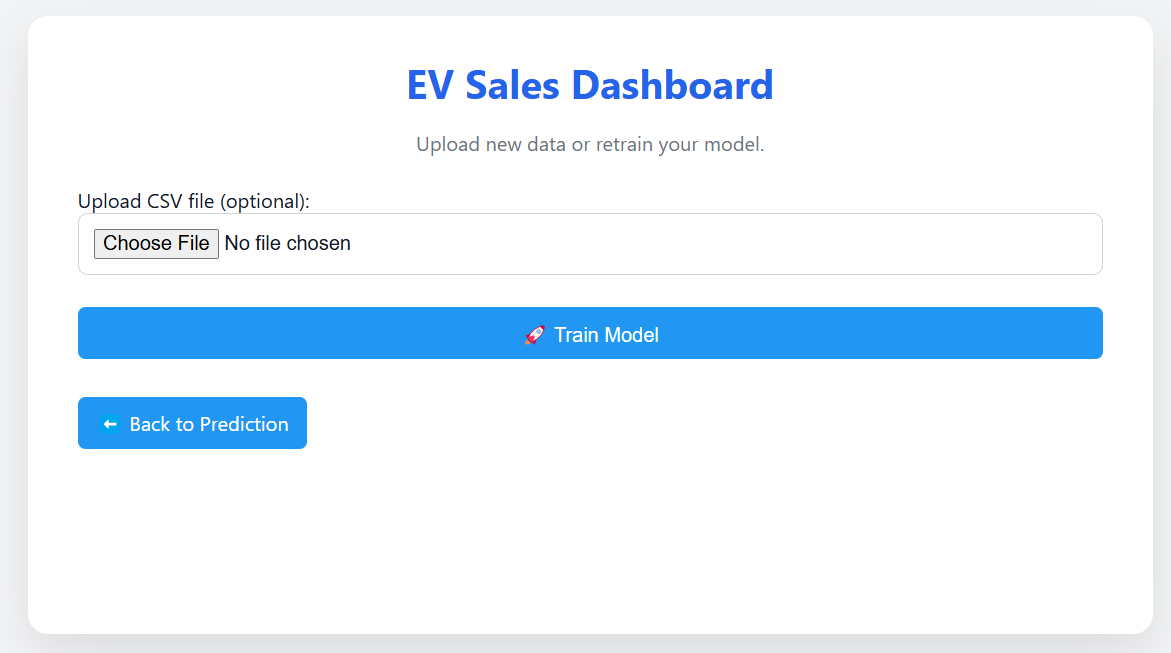 EV Sales Dashboard
Upload new data or retrain your model.
Upload CSV file (optional):
Choose File No file chosen
🚀 Train Model
⬅ Back to Prediction